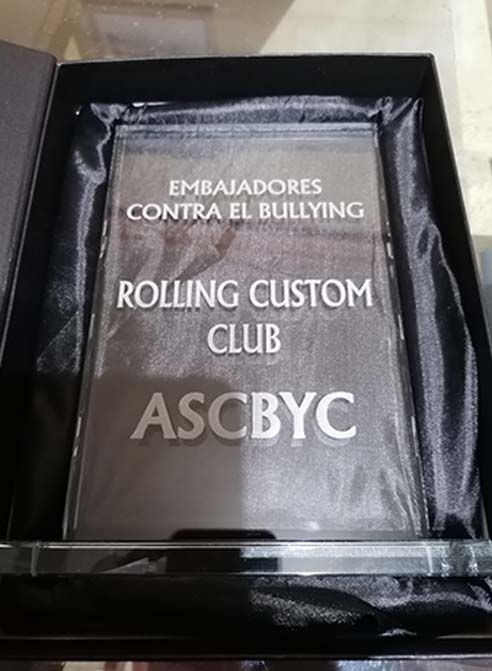 EMBAJADORES
CONTRA EL BULLYING
ROLLING CUSTOM
CLUB
ASCBYC